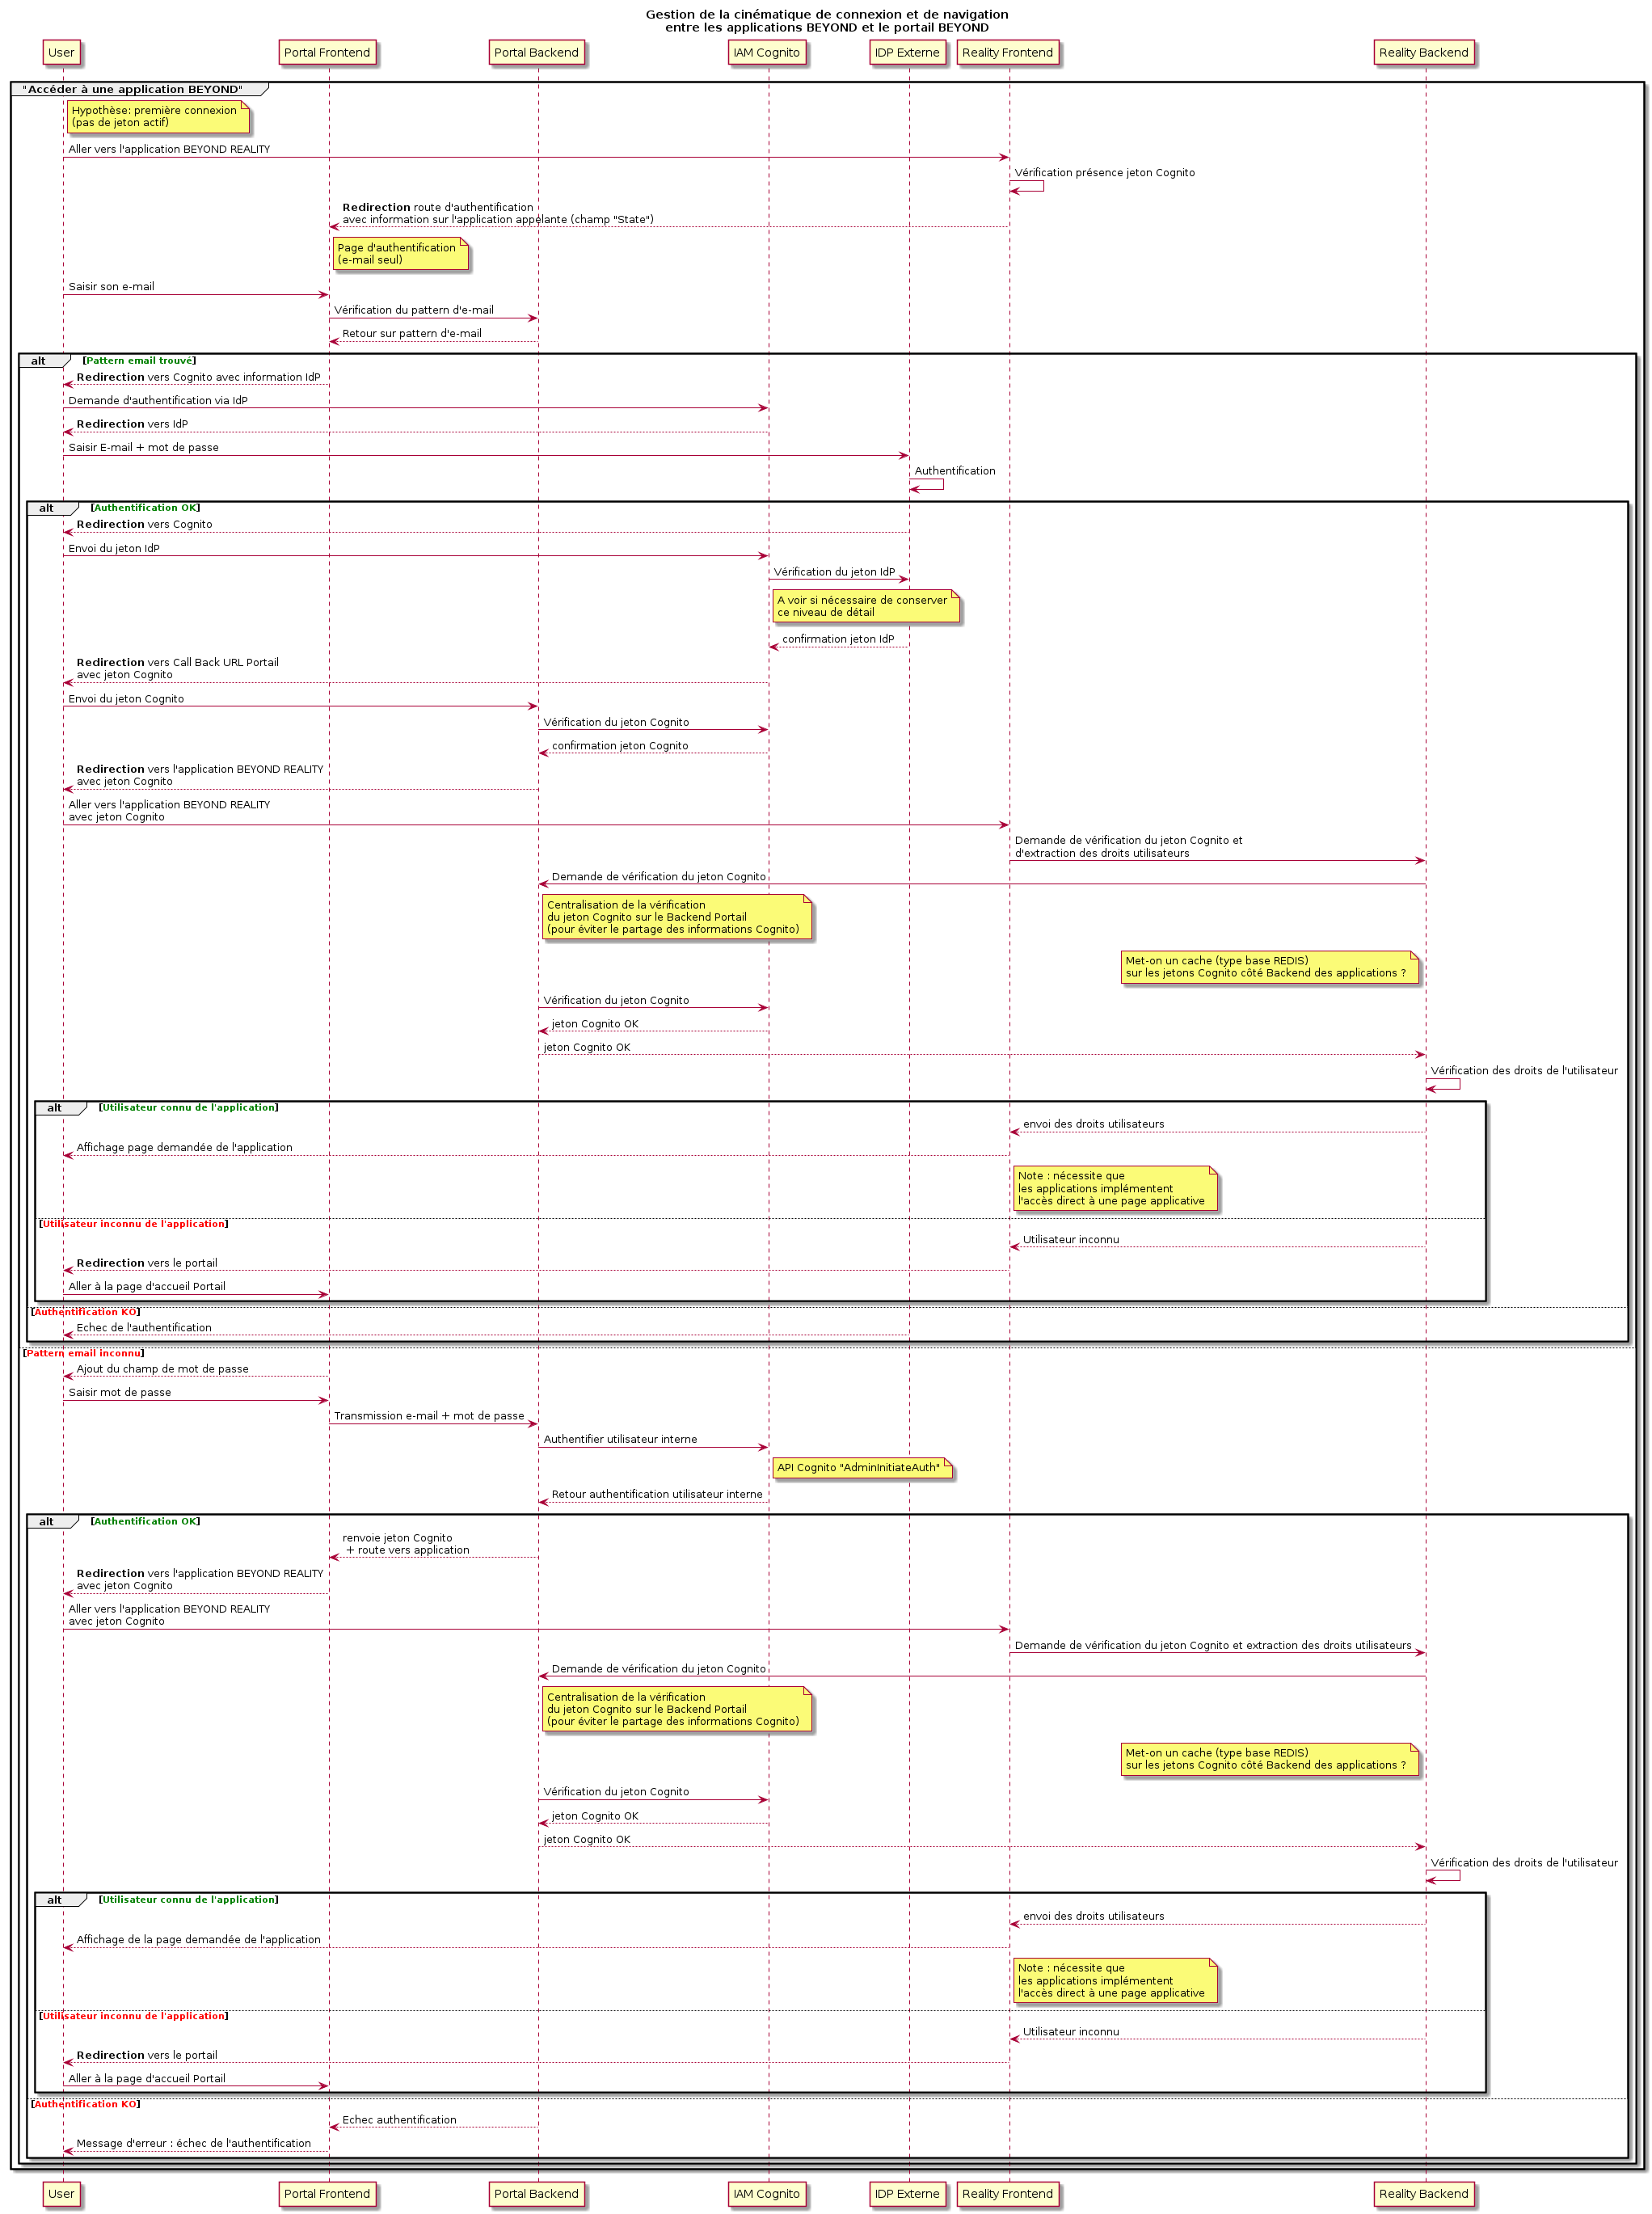 Gestion de la cinématique de connexion et de navigation
entre les applications BEYOND et le portail BEYOND
User
Portal Frontend
Portal Backend
IAM Cognito
IDP Externe
Reality Frontend
Reality Backend
"Accéder à une application BEYOND"
Hypothèse: première connexion
(pas de jeton actif)
Aller vers l'application BEYOND REALITY
Vérification présence jeton Cognito
Redirection route d'authentification
avec information sur l'application appelante (champ "State")
Page d'authentification
(e-mail seul)
Saisir son e-mail
Vérification du pattern d'e-mail
Retour sur pattern d'e-mail
alt [Pattern email trouvé]
Redirection vers Cognito avec information IdP
Demande d'authentification via IdP
Redirection vers IdP
Saisir E-mail + mot de passe
Authentification
alt [Authentification OK]
Redirection vers Cognito
Envoi du jeton IdP
Vérification du jeton IdP
A voir si nécessaire de conserver
ce niveau de détail
confirmation jeton IdP
Redirection vers Call Back URL Portail
avec jeton Cognito
Envoi du jeton Cognito
Vérification du jeton Cognito
confirmation jeton Cognito
Redirection vers l'application BEYOND REALITY
avec jeton Cognito
Aller vers l'application BEYOND REALITY
avec jeton Cognito
Demande de vérification du jeton Cognito et
d'extraction des droits utilisateurs
Demande de vérification du jeton Cognito
Centralisation de la vérification
du jeton Cognito sur le Backend Portail
(pour éviter le partage des informations Cognito)
Met-on un cache (type base REDIS)
sur les jetons Cognito côté Backend des applications ?
Vérification du jeton Cognito
jeton Cognito OK
jeton Cognito OK
Vérification des droits de l'utilisateur
alt [Utilisateur connu de l'application]
envoi des droits utilisateurs
Affichage page demandée de l'application
Note : nécessite que
les applications implémentent
l'accès direct à une page applicative
[Utilisateur inconnu de l'application]
Utilisateur inconnu
Redirection vers le portail
Aller à la page d'accueil Portail
[Authentification KO]
Echec de l'authentification
[Pattern email inconnu]
Ajout du champ de mot de passe
Saisir mot de passe
Transmission e-mail + mot de passe
Authentifier utilisateur interne
API Cognito "AdminInitiateAuth"
Retour authentification utilisateur interne
alt [Authentification OK]
renvoie jeton Cognito
+ route vers application
Redirection vers l'application BEYOND REALITY
avec jeton Cognito
Aller vers l'application BEYOND REALITY
avec jeton Cognito
Demande de vérification du jeton Cognito et extraction des droits utilisateurs
Demande de vérification du jeton Cognito
Centralisation de la vérification
du jeton Cognito sur le Backend Portail
(pour éviter le partage des informations Cognito)
Met-on un cache (type base REDIS)
sur les jetons Cognito côté Backend des applications ?
Vérification du jeton Cognito
jeton Cognito OK
jeton Cognito OK
Vérification des droits de l'utilisateur
alt [Utilisateur connu de l'application]
envoi des droits utilisateurs
Affichage de la page demandée de l'application
Note : nécessite que
les applications implémentent
l'accès direct à une page applicative
[Utilisateur inconnu de l'application]
Utilisateur inconnu
Redirection vers le portail
Aller à la page d'accueil Portail
[Authentification KO]
Echec authentification
Message d'erreur : échec de l'authentification
User
Portal Frontend
Portal Backend
IAM Cognito
IDP Externe
Reality Frontend
Reality Backend